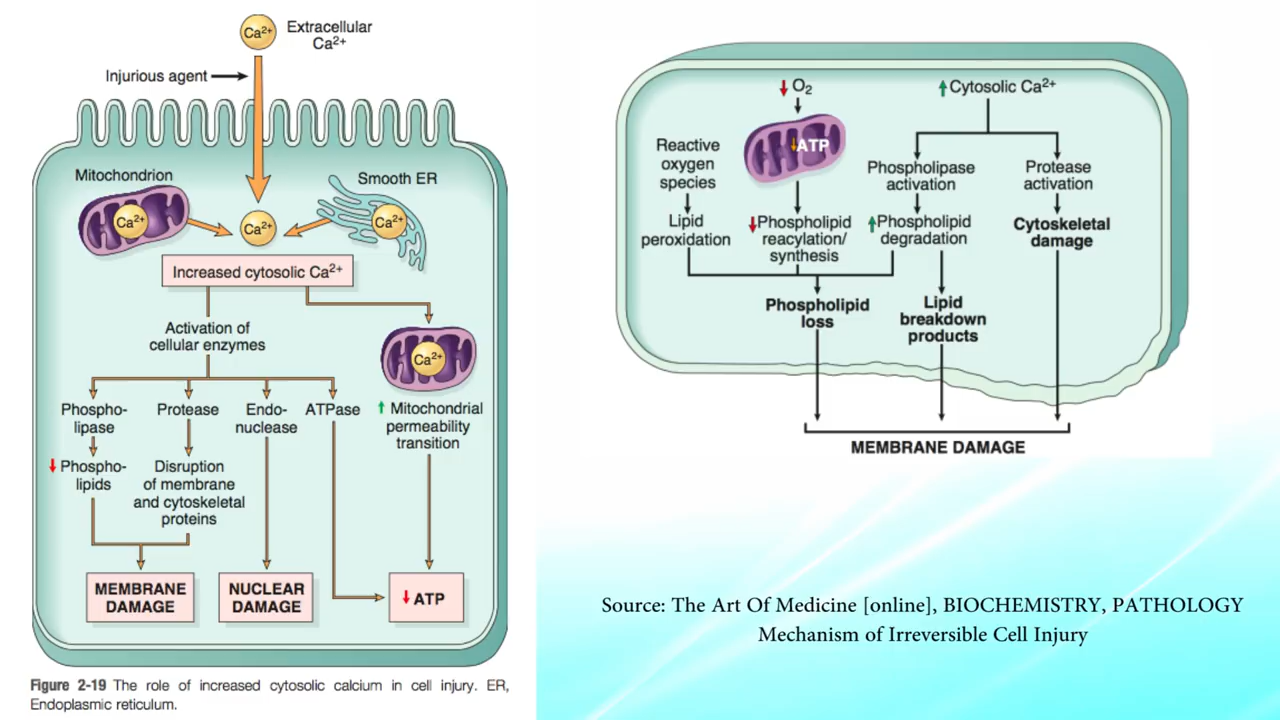 Ca²⁺
Extracellular
Ca²⁺
Injurious agent
Mitochondrion
Smooth ER
Ca²⁺
Ca²⁺
Ca²⁺
Increased cytosolic Ca²⁺
Activation of
cellular enzymes
Ca²⁺
Phospho-
lipase
Protease
Endo-
nuclease
ATPase
↑ Mitochondrial
permeability
transition
↓ Phospho-
lipids
Disruption
of membrane
and cytoskeletal
proteins
MEMBRANE
DAMAGE
NUCLEAR
DAMAGE
↓ ATP
Figure 2-19 The role of increased cytosolic calcium in cell injury. ER,
Endoplasmic reticulum.
↓ O₂
↑ Cytosolic Ca²⁺
Reactive
oxygen
species
↓ATP
Phospholipase
activation
Protease
activation
Lipid
peroxidation
↓Phospholipid
reacylation/
synthesis
↑Phospholipid
degradation
Cytoskeletal
damage
Phospholipid
loss
Lipid
breakdown
products
MEMBRANE DAMAGE
Source: The Art Of Medicine [online], BIOCHEMISTRY, PATHOLOGY
Mechanism of Irreversible Cell Injury